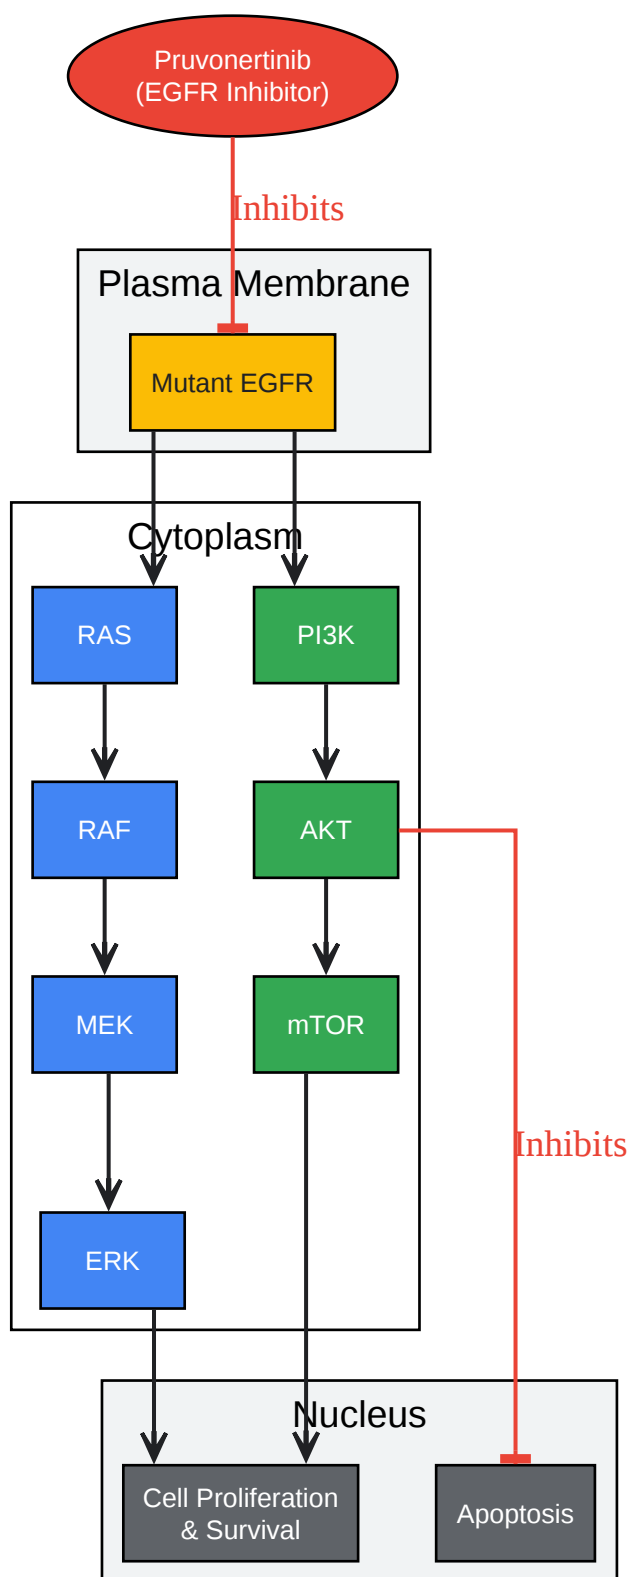 Pruvonertinib
(EGFR Inhibitor)
Inhibits
Plasma Membrane
Mutant EGFR
Cytoplasm
RAS
PI3K
RAF
AKT
MEK
mTOR
Inhibits
ERK
Nucleus
Cell Proliferation
& Survival
Apoptosis